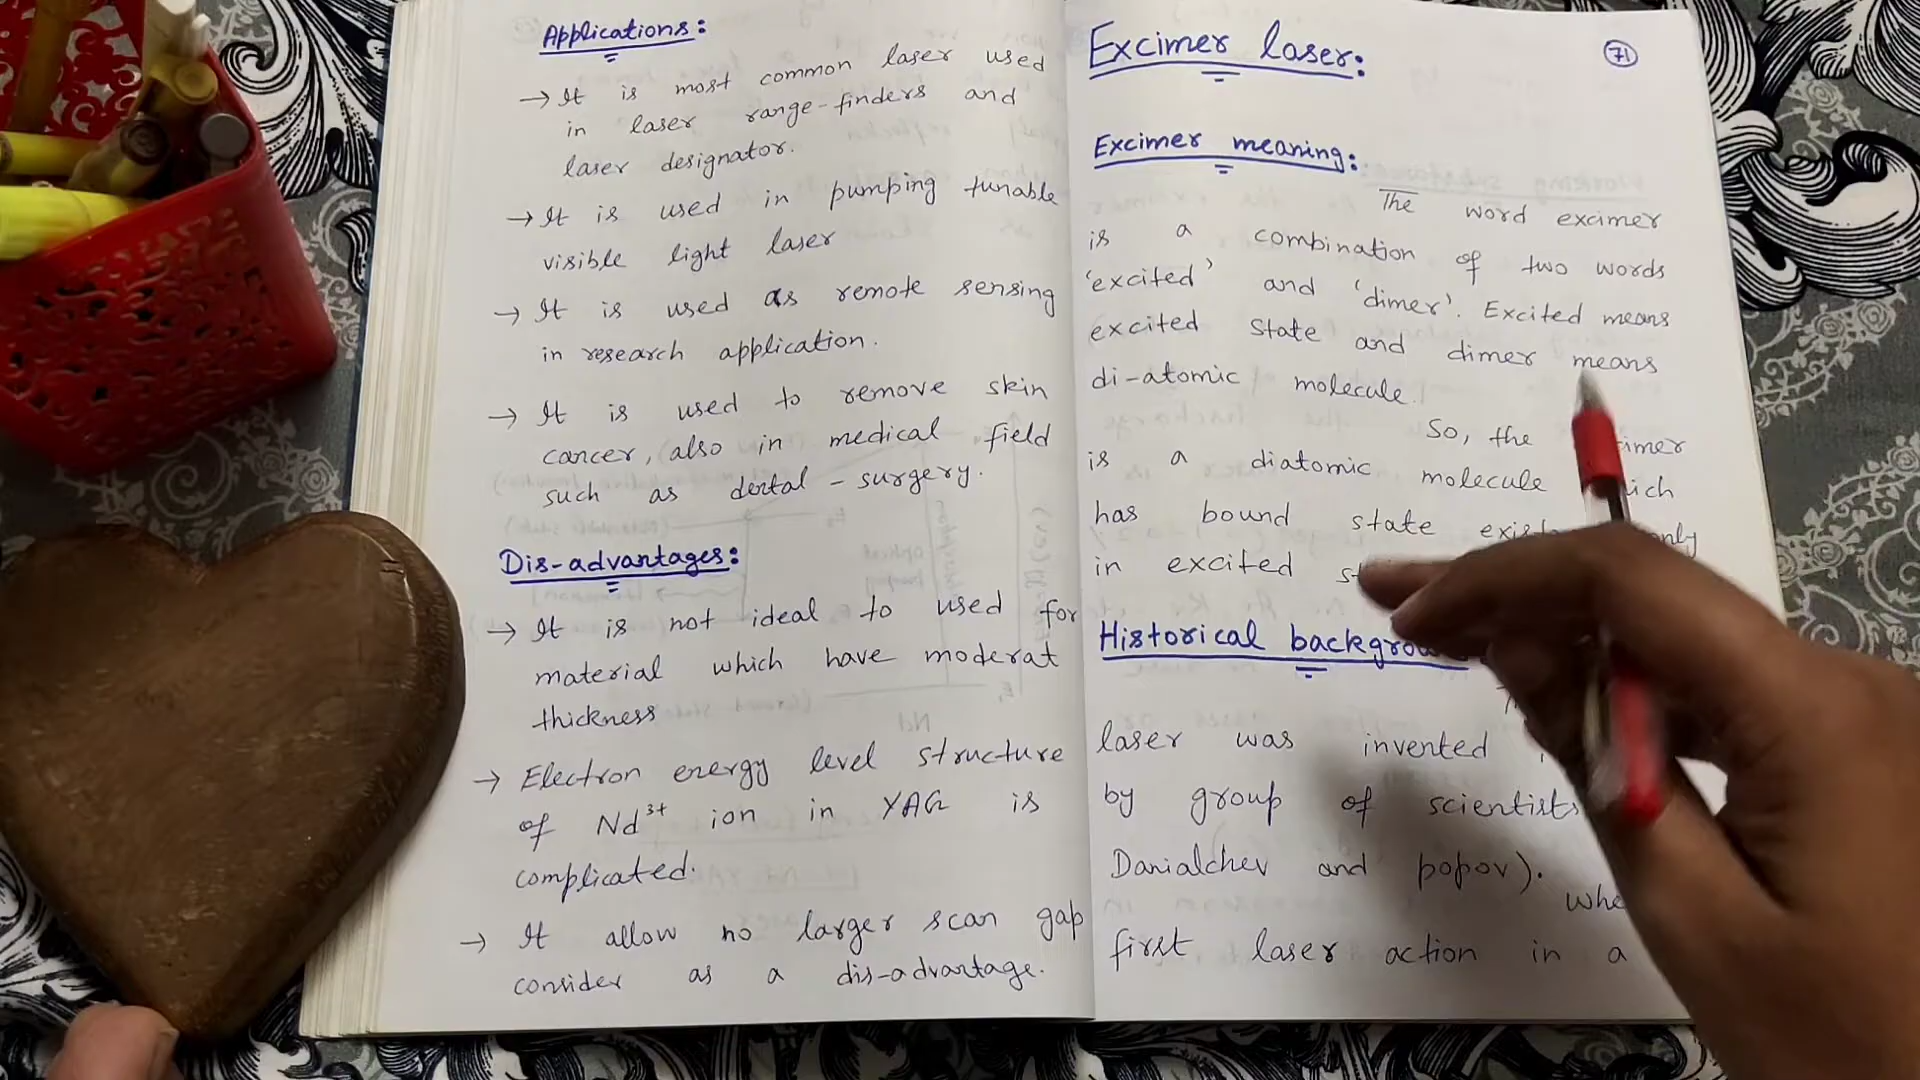 Applications:
→ It is most common laser used
in laser range-finders and
laser designator.
→ It is used in pumping tunable
visible light laser
→ It is used as remote sensing
in research application.
→ It is used to remove skin
cancer, also in medical field
such as dental-surgery.
Dis-advantages:
→ It is not ideal to used for
material which have moderat
thickness
→ Electron energy level structure
of Nd³⁺ ion in YAG is
complicated.
→ It allow no larger scan gap
consider as a dis-advantage.
71
Excimer laser:
Excimer meaning:
The word excimer
is a combination of two words
'excited' and 'dimer'. Excited means
excited state and dimer means
di-atomic molecule.
So, the
is a diatomic molecule
has bound state only
in excited
Historical
laser was invented
by group of scientists
Danialchev and popov).
first laser action in a